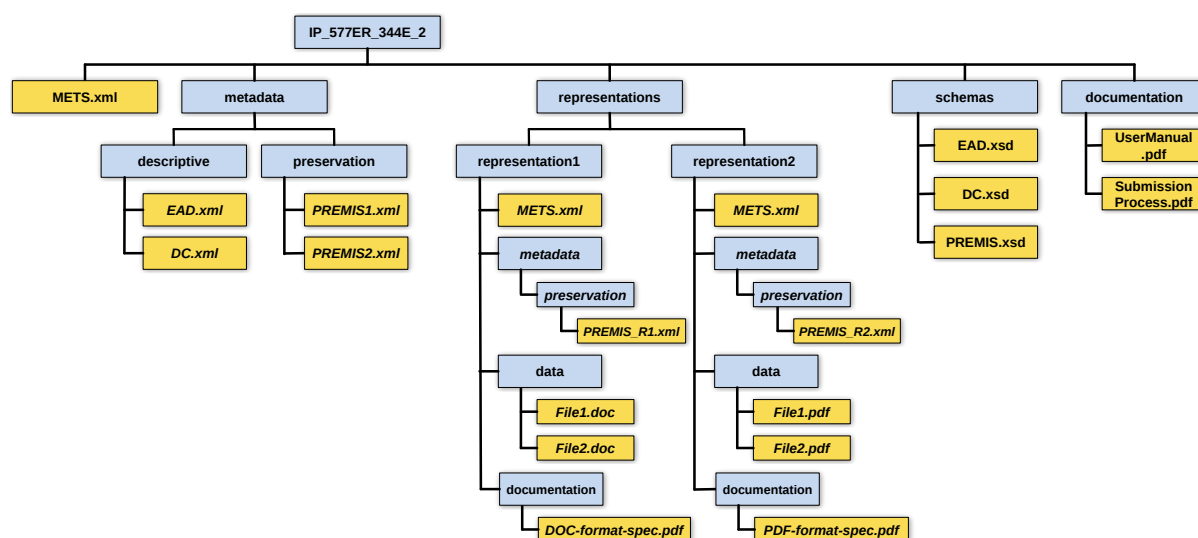 IP_577ER_344E_2
METS.xml
metadata
representations
schemas
documentation
descriptive
preservation
representation1
representation2
EAD.xsd
UserManual
.pdf
DC.xsd
Submission
Process.pdf
PREMIS.xsd
EAD.xml
PREMIS1.xml
METS.xml
METS.xml
DC.xml
PREMIS2.xml
metadata
metadata
preservation
preservation
PREMIS_R1.xml
PREMIS_R2.xml
data
data
File1.doc
File1.pdf
File2.doc
File2.pdf
documentation
documentation
DOC-format-spec.pdf
PDF-format-spec.pdf